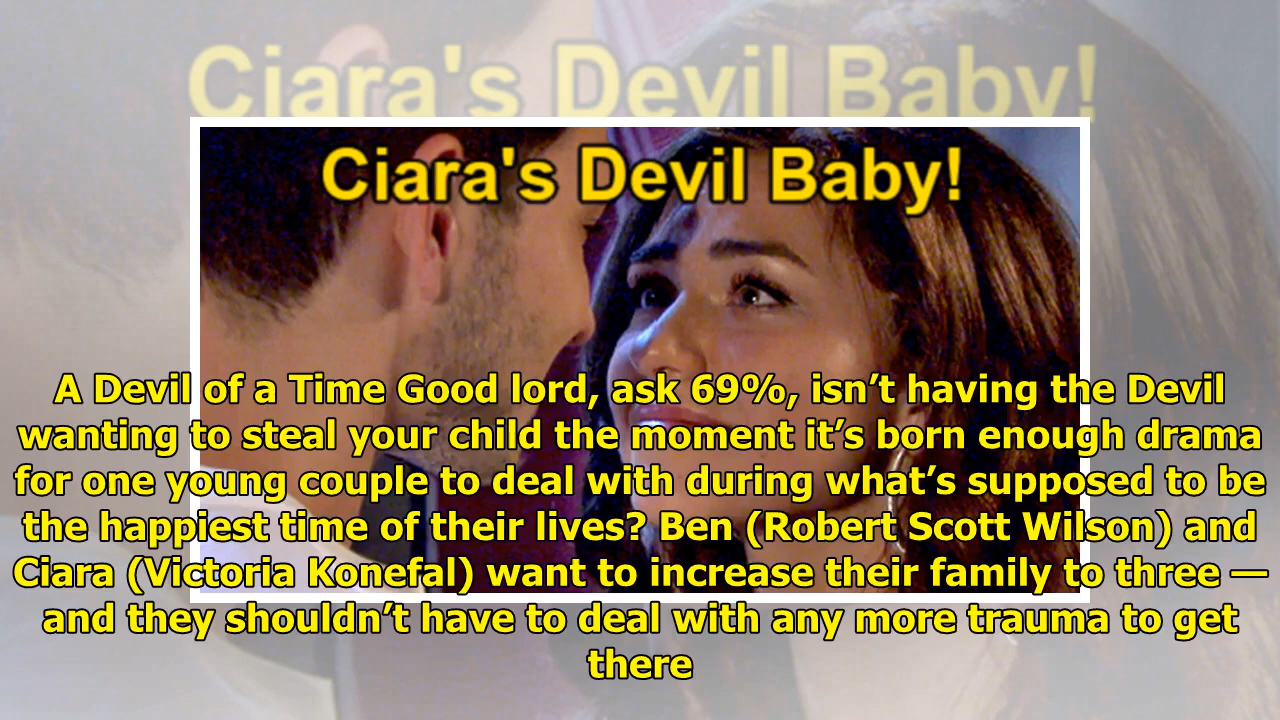 Ciara's Devil Baby!
Ciara's Devil Baby!
A Devil of a Time Good lord, ask 69%, isn’t having the Devil
wanting to steal your child the moment it’s born enough drama
for one young couple to deal with during what’s supposed to be
the happiest time of their lives? Ben (Robert Scott Wilson) and
Ciara (Victoria Konefal) want to increase their family to three —
and they shouldn’t have to deal with any more trauma to get
there